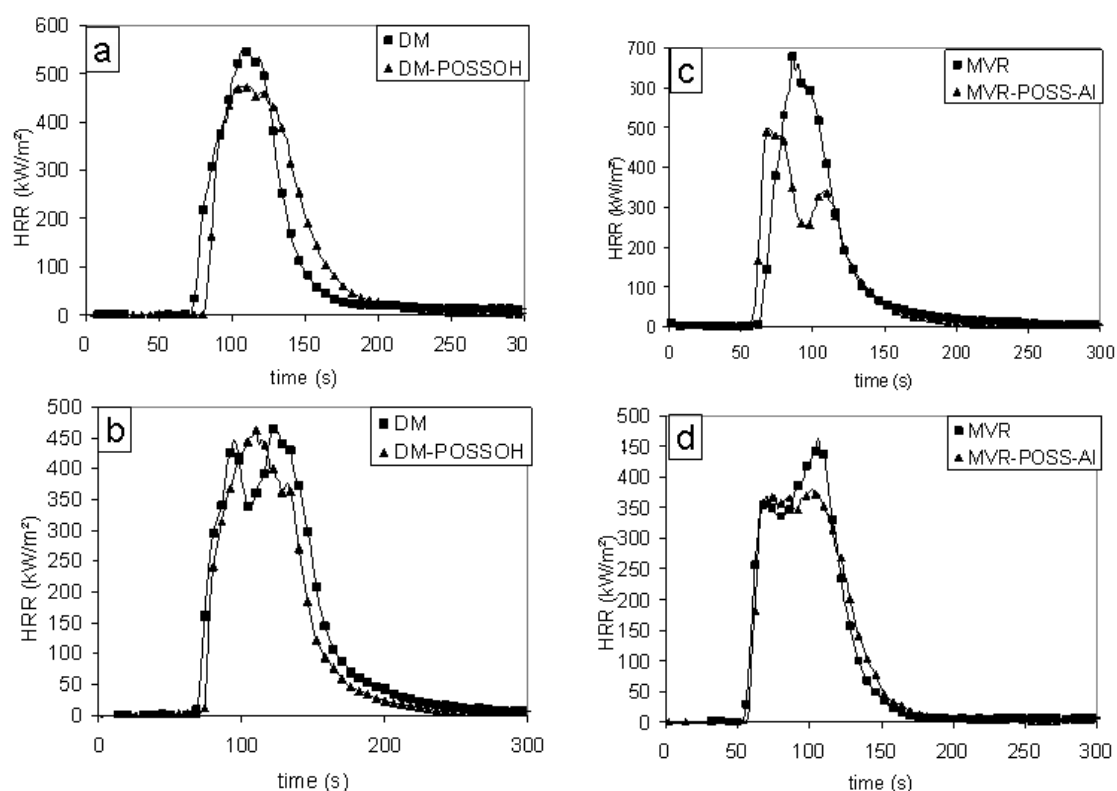 a
DM
DM-POSSOH
HRR (kW/m²)
600
500
400
300
200
100
0
0 50 100 150 200 250 30
time (s)
c
MVR
MVR-POSS-Al
HRR (kW/m²)
700
600
500
400
300
200
100
0
0 50 100 150 200 250 300
time (s)
b
DM
DM-POSSOH
HRR (kW/m²)
500
450
400
350
300
250
200
150
100
50
0
0 100 200 300
time (s)
d
MVR
MVR-POSS-Al
HRR (kW/m²)
500
150
400
350
300
250
200
150
100
50
0
0 50 100 150 200 250 300
time (s)